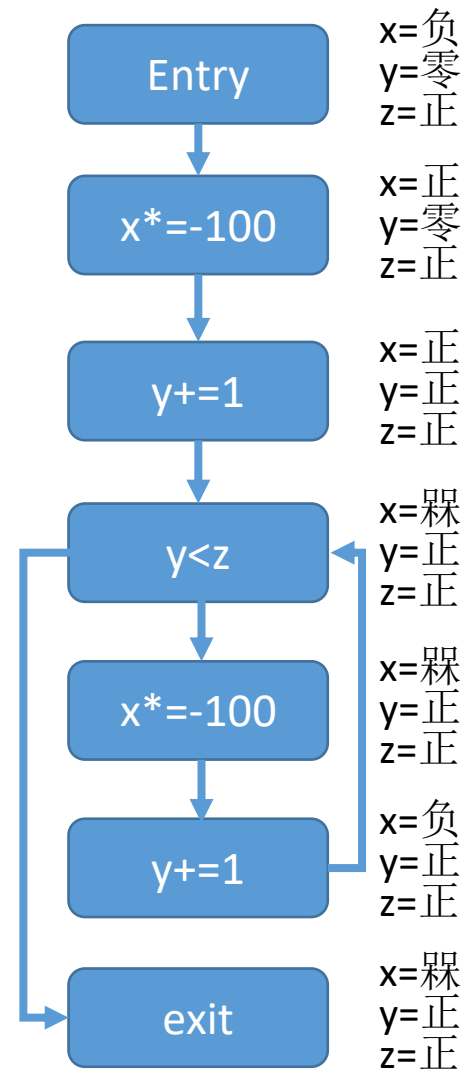 Entry
x=负
y=零
z=正
x*=-100
x=正
y=零
z=正
y+=1
x=正
y=正
z=正
y<z
x=槑
y=正
z=正
x*=-100
x=槑
y=正
z=正
y+=1
x=负
y=正
z=正
exit
x=槑
y=正
z=正